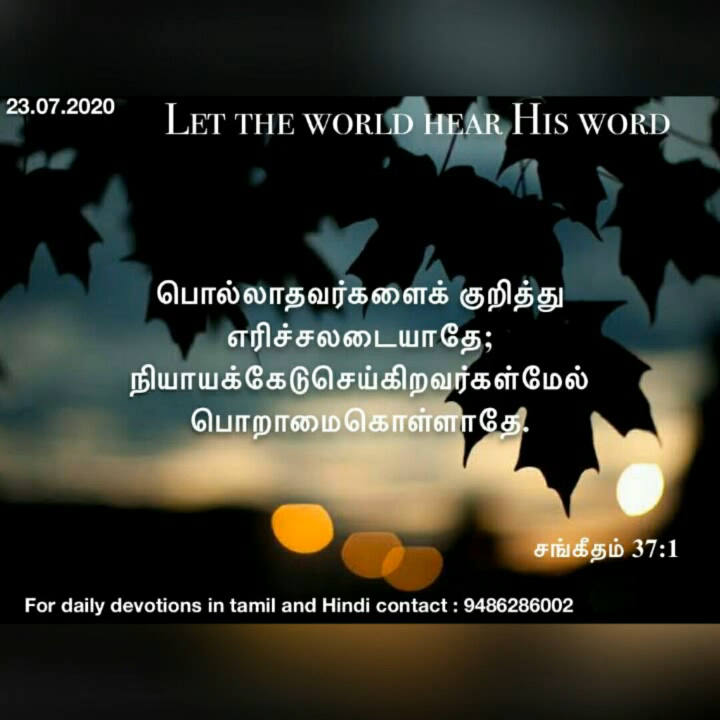 23.07.2020
LET THE WORLD HEAR HIS WORD
பொல்லாதவர்களைக் குறித்து
எரிச்சலடையாதே;
நியாயக்கேடுசெய்கிறவர்கள்மேல்
பொறாமைகொள்ளாதே.
சங்கீதம் 37:1
For daily devotions in tamil and Hindi contact : 9486286002